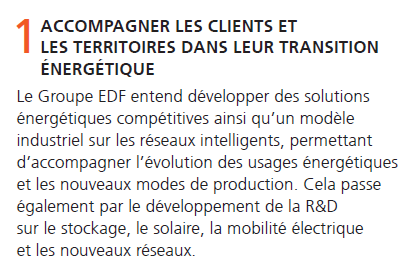 1 ACCOMPAGNER LES CLIENTS ET
LES TERRITOIRES DANS LEUR TRANSITION
ÉNERGÉTIQUE
Le Groupe EDF entend développer des solutions
énergétiques compétitives ainsi qu’un modèle
industriel sur les réseaux intelligents, permettant
d’accompagner l’évolution des usages énergétiques
et les nouveaux modes de production. Cela passe
également par le développement de la R&D
sur le stockage, le solaire, la mobilité électrique
et les nouveaux réseaux.